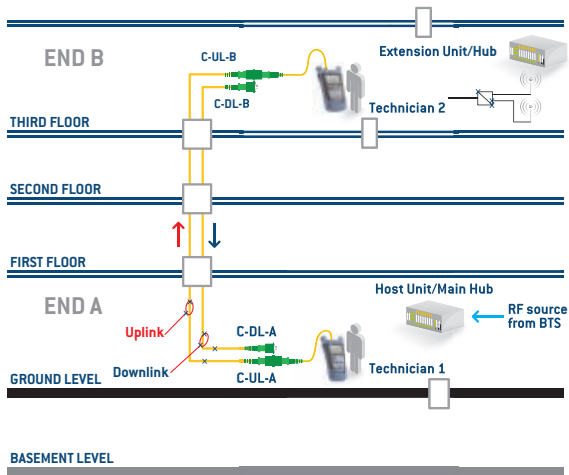 END B
C-UL-B
Extension Unit/Hub
C-DL-B
Technician 2
THIRD FLOOR
SECOND FLOOR
FIRST FLOOR
END A
Host Unit/Main Hub
RF source
from BTS
Uplink
C-DL-A
Downlink
Technician 1
C-UL-A
GROUND LEVEL
BASEMENT LEVEL